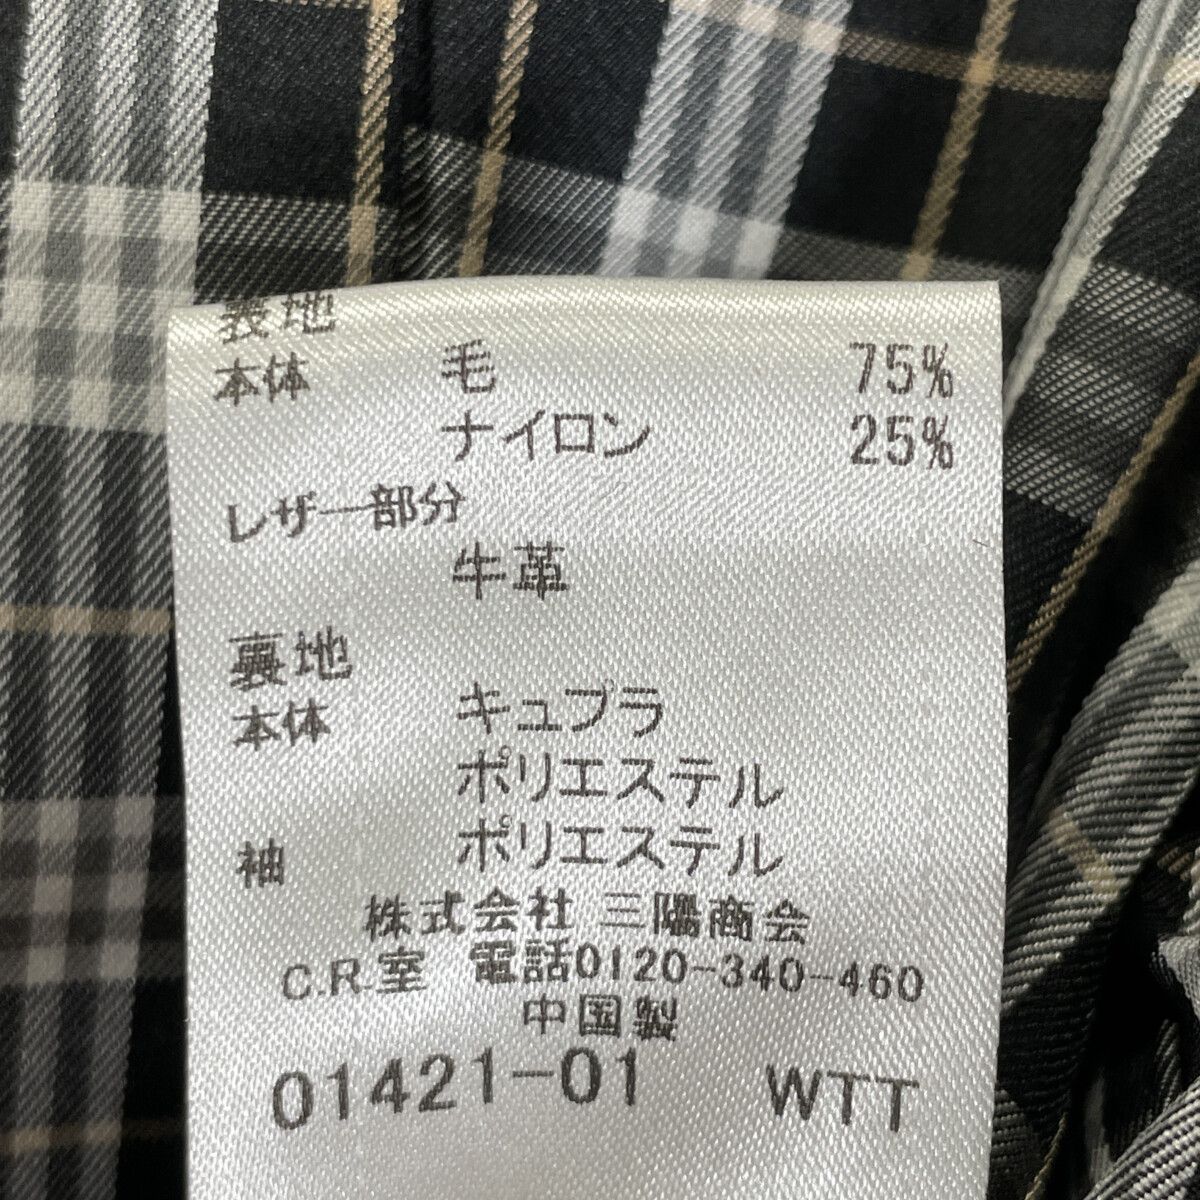 表地
本体 毛 75%
ナイロン 25%
レザー部分
牛革
裏地
本体 キュプラ
ポリエステル
袖 ポリエステル
株式会社 三陽商会
C.R.室 電話0120-340-460
中国製
01421-01 WTT